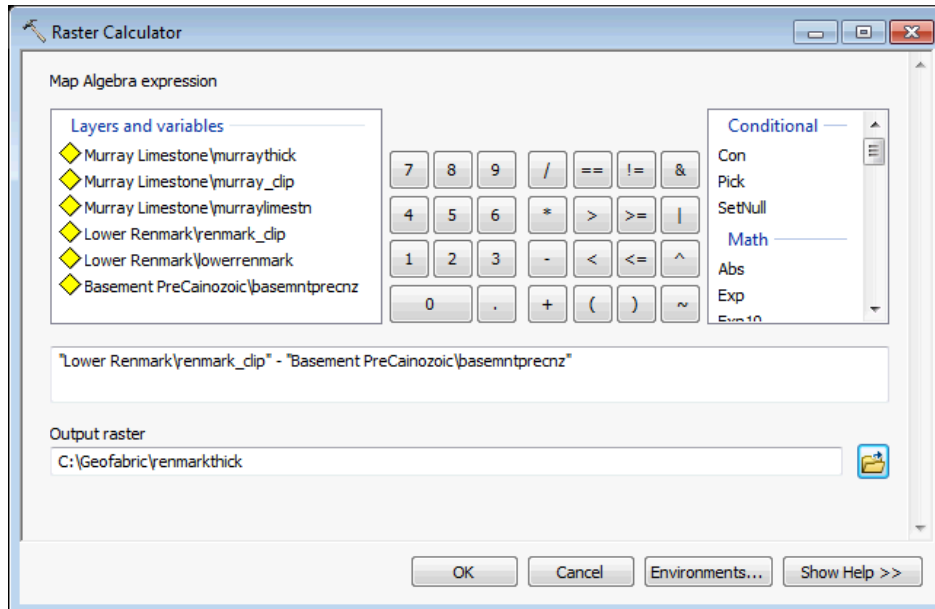 Raster Calculator
Map Algebra expression
Layers and variables
Murray Limestone\murraythick
Murray Limestone\murray_clip
Murray Limestone\murraylimestn
Lower Renmark\renmark_clip
Lower Renmark\lowerrenmark
Basement PreCainozoic\basemntprecnz
7 8 9 / == != &
4 5 6 * > >= |
1 2 3 - < <= ^
0 . + ( ) ~
Conditional
Con
Pick
SetNull
Math
Abs
Exp
Exp10
"Lower Renmark\renmark_clip" - "Basement PreCainozoic\basemntprecnz"
Output raster
C:\Geofabric\renmarkthick
OK Cancel Environments... Show Help >>